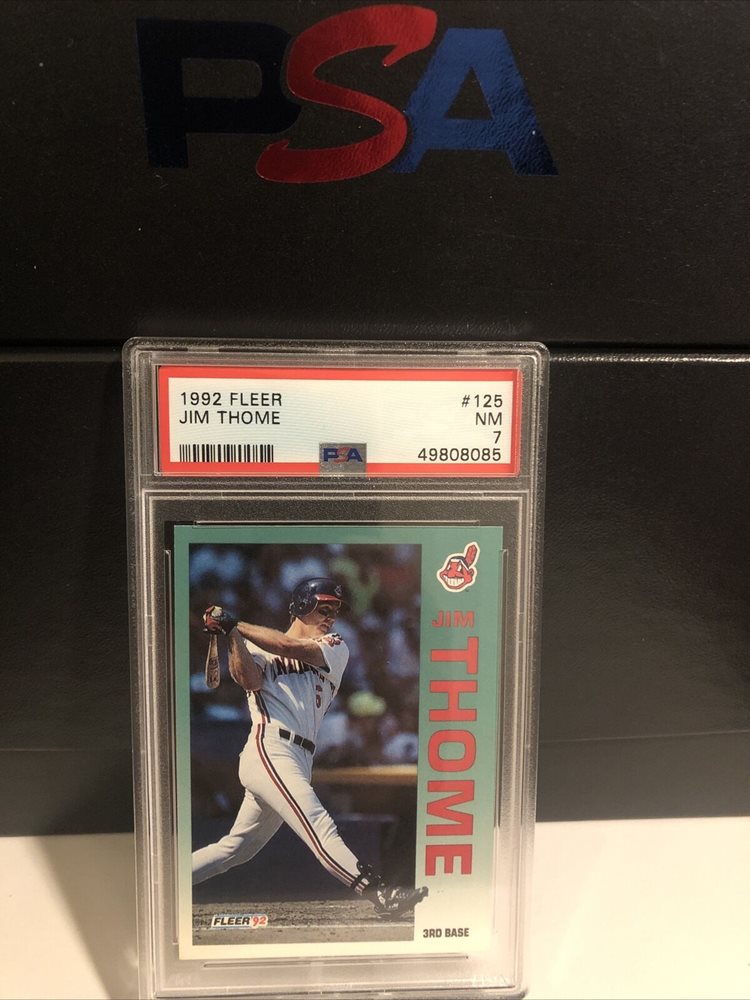 PSA
1992 FLEER #125
JIM THOME NM
7
PSA 49808085
JIM THOME
FLEER '92
3RD BASE